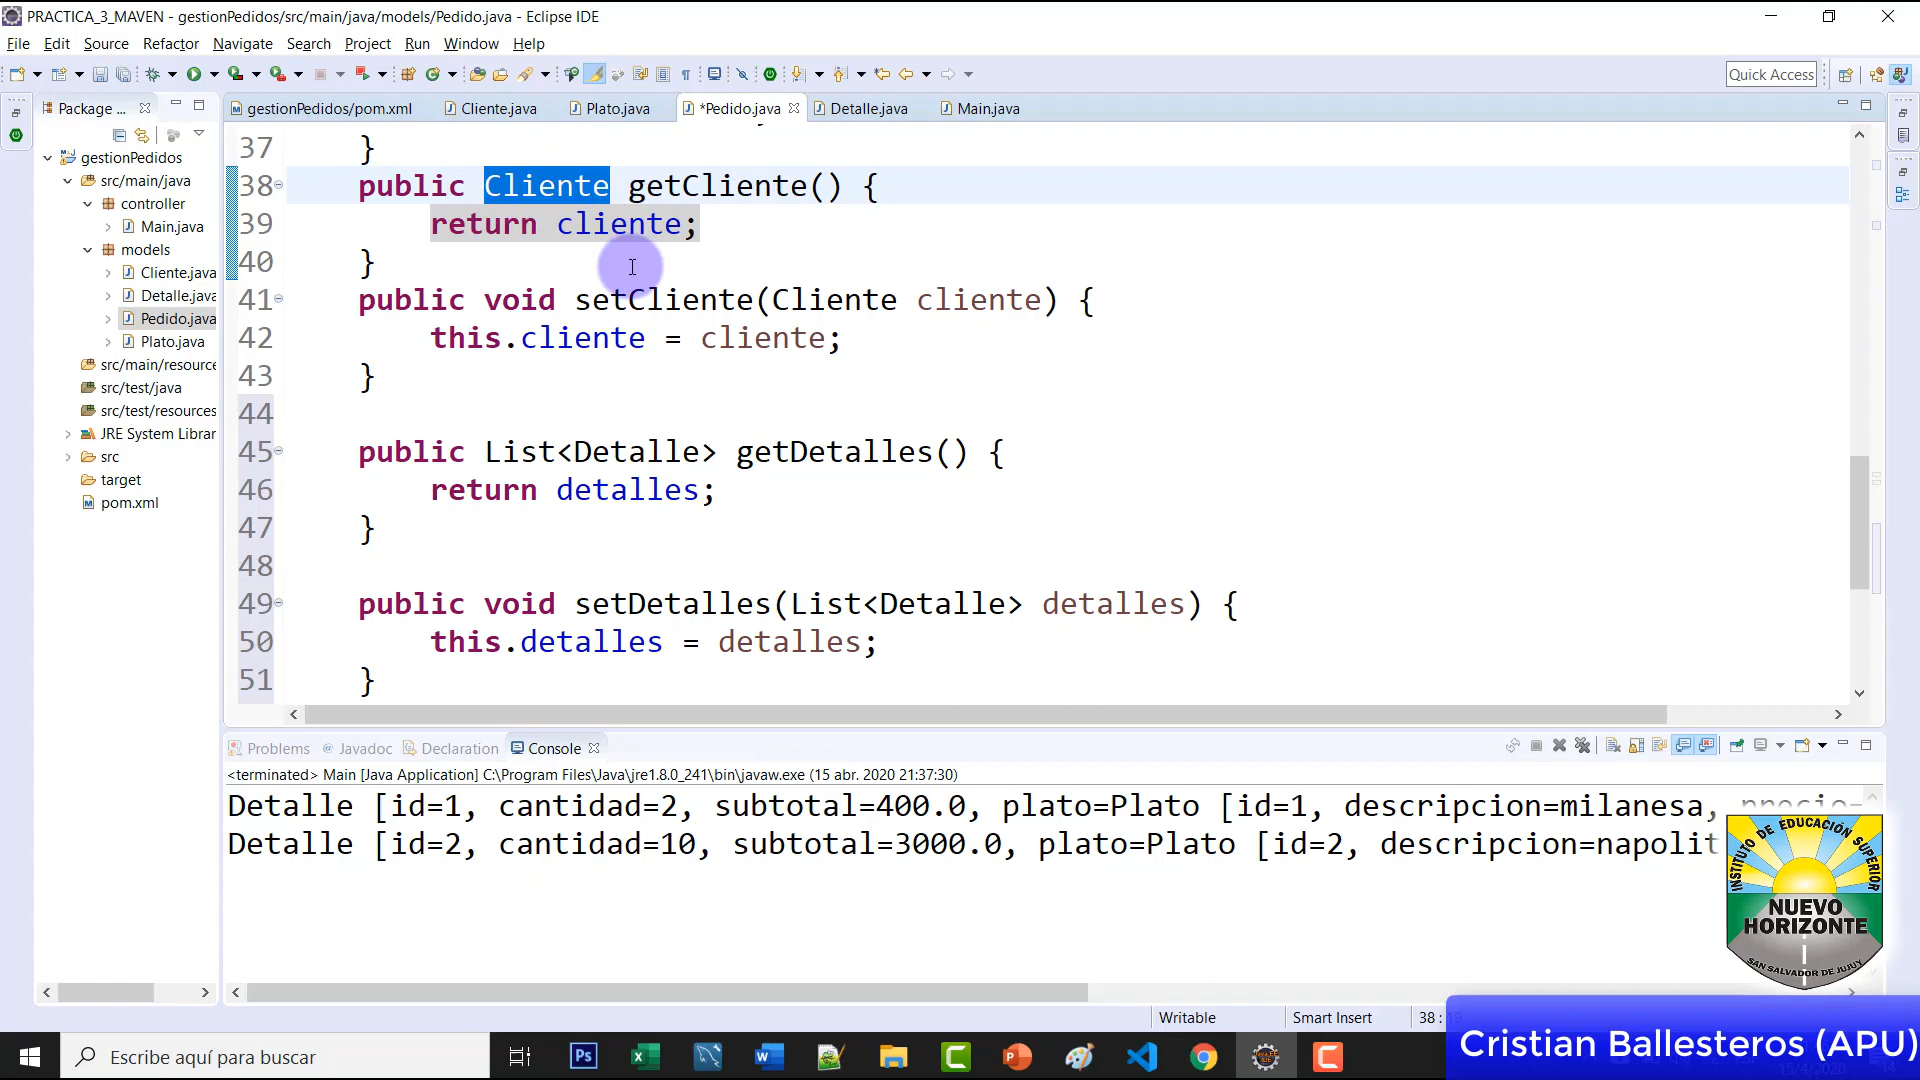 PRACTICA_3_MAVEN - gestionPedidos/src/main/java/models/Pedido.java - Eclipse IDE
File Edit Source Refactor Navigate Search Project Run Window Help
Quick Access
Package ...
gestionPedidos/pom.xml Cliente.java Plato.java *Pedido.java Detalle.java Main.java
gestionPedidos
src/main/java
controller
Main.java
models
Cliente.java
Detalle.java
Pedido.java
Plato.java
src/main/resource
src/test/java
src/test/resources
JRE System Librar
src
target
pom.xml
37 }
38 public Cliente getCliente() {
39 return cliente;
40 }
41 public void setCliente(Cliente cliente) {
42 this.cliente = cliente;
43 }
44
45 public List<Detalle> getDetalles() {
46 return detalles;
47 }
48
49 public void setDetalles(List<Detalle> detalles) {
50 this.detalles = detalles;
51 }
Problems @ Javadoc Declaration Console
<terminated> Main [Java Application] C:\Program Files\Java\jre1.8.0_241\bin\javaw.exe (15 abr. 2020 21:37:30)
Detalle [id=1, cantidad=2, subtotal=400.0, plato=Plato [id=1, descripcion=milanesa, precio=
Detalle [id=2, cantidad=10, subtotal=3000.0, plato=Plato [id=2, descripcion=napolit
INSTITUTO DE EDUCACIÓN SUPERIOR
NUEVO
HORIZONTE
SAN SALVADOR DE JUJUY
Writable Smart Insert 38 :
Cristian Ballesteros (APU)
Escribe aquí para buscar
15/4/2020